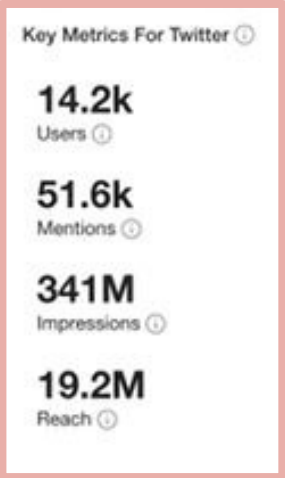 Key Metrics For Twitter
14.2k
Users
51.6k
Mentions
341M
Impressions
19.2M
Reach